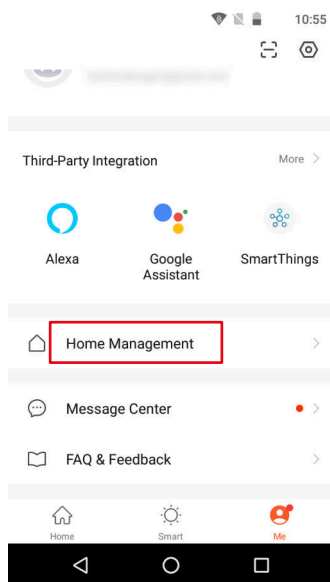 10:55
Third-Party Integration More
Alexa Google Assistant SmartThings
Home Management
Message Center
FAQ & Feedback
Home Smart Me